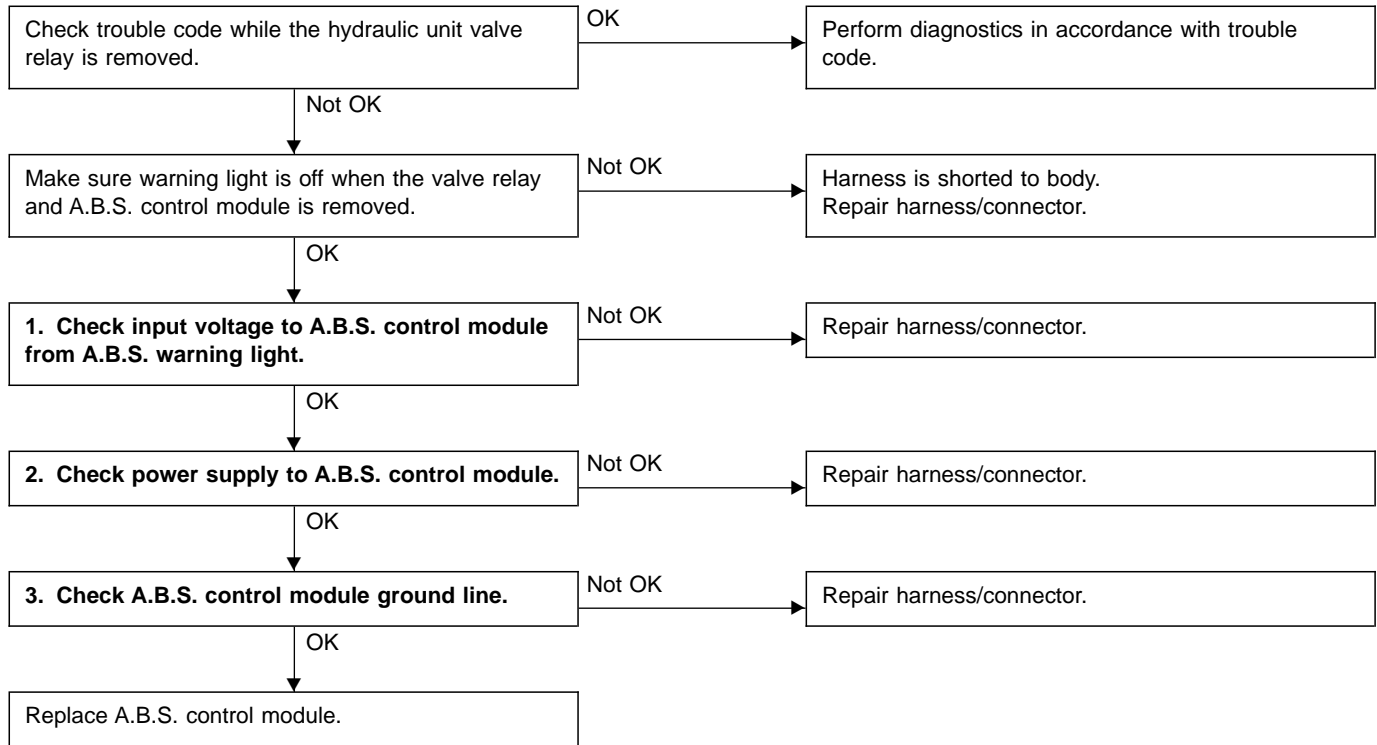 Check trouble code while the hydraulic unit valve
relay is removed.
OK
Perform diagnostics in accordance with trouble
code.
Not OK
Make sure warning light is off when the valve relay
and A.B.S. control module is removed.
Not OK
Harness is shorted to body.
Repair harness/connector.
OK
1. Check input voltage to A.B.S. control module
from A.B.S. warning light.
Not OK
Repair harness/connector.
OK
2. Check power supply to A.B.S. control module.
Not OK
Repair harness/connector.
OK
3. Check A.B.S. control module ground line.
Not OK
Repair harness/connector.
OK
Replace A.B.S. control module.